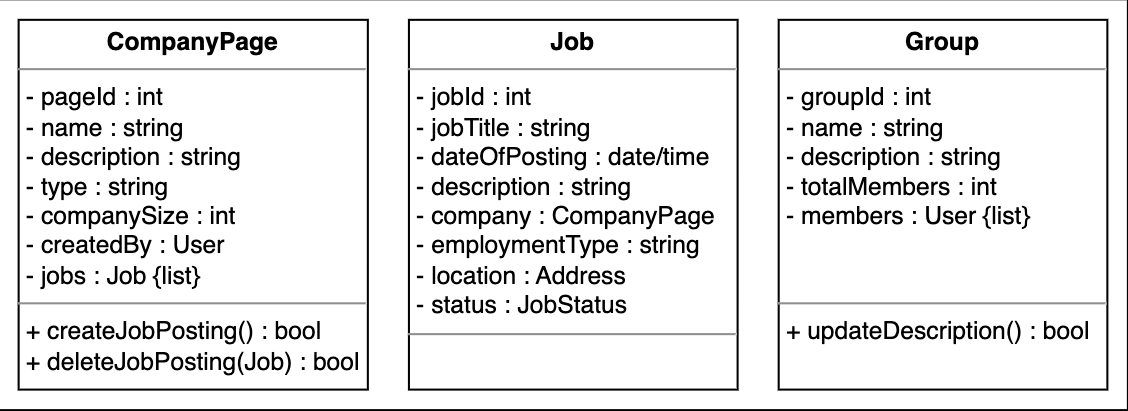 CompanyPage
- pageId : int
- name : string
- description : string
- type : string
- companySize : int
- createdBy : User
- jobs : Job {list}
+ createJobPosting() : bool
+ deleteJobPosting(Job) : bool
Job
- jobId : int
- jobTitle : string
- dateOfPosting : date/time
- description : string
- company : CompanyPage
- employmentType : string
- location : Address
- status : JobStatus
Group
- groupId : int
- name : string
- description : string
- totalMembers : int
- members : User {list}
+ updateDescription() : bool